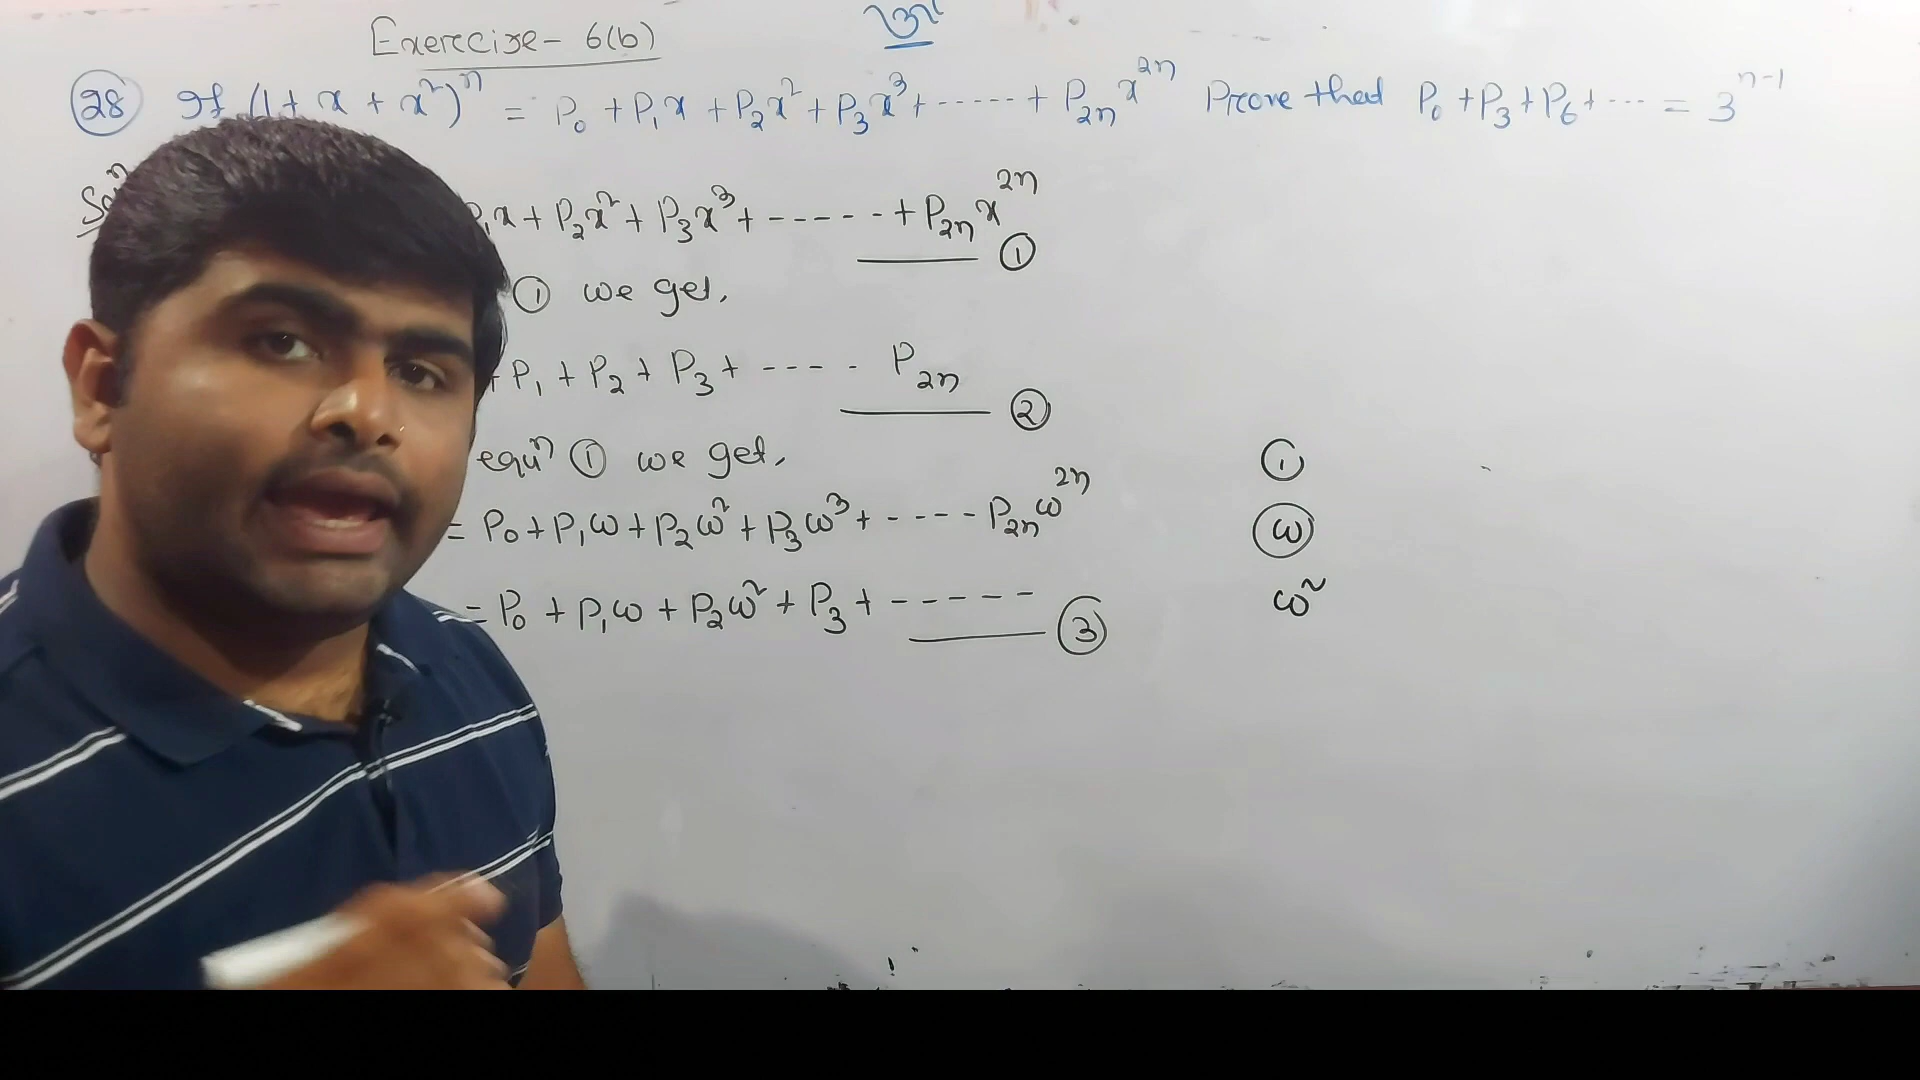 Exercise- 6(b)
28 If (1+x+x²)ⁿ = P₀ + P₁x + P₂x² + P₃x³ + ----- + P₂ₙx²ⁿ Prove that P₀ + P₃ + P₆ + --- = 3ⁿ⁻¹
x + P₂x² + P₃x³ + ------ + P₂ₙx²ⁿ
①
① we get,
+ P₁ + P₂ + P₃ + ---- P₂ₙ
②
equⁿ ① we get,
= P₀ + P₁ω + P₂ω² + P₃ω³ + ---- P₂ₙω²ⁿ
= P₀ + P₁ω + P₂ω² + P₃ + ------
③
①
ω
ω²